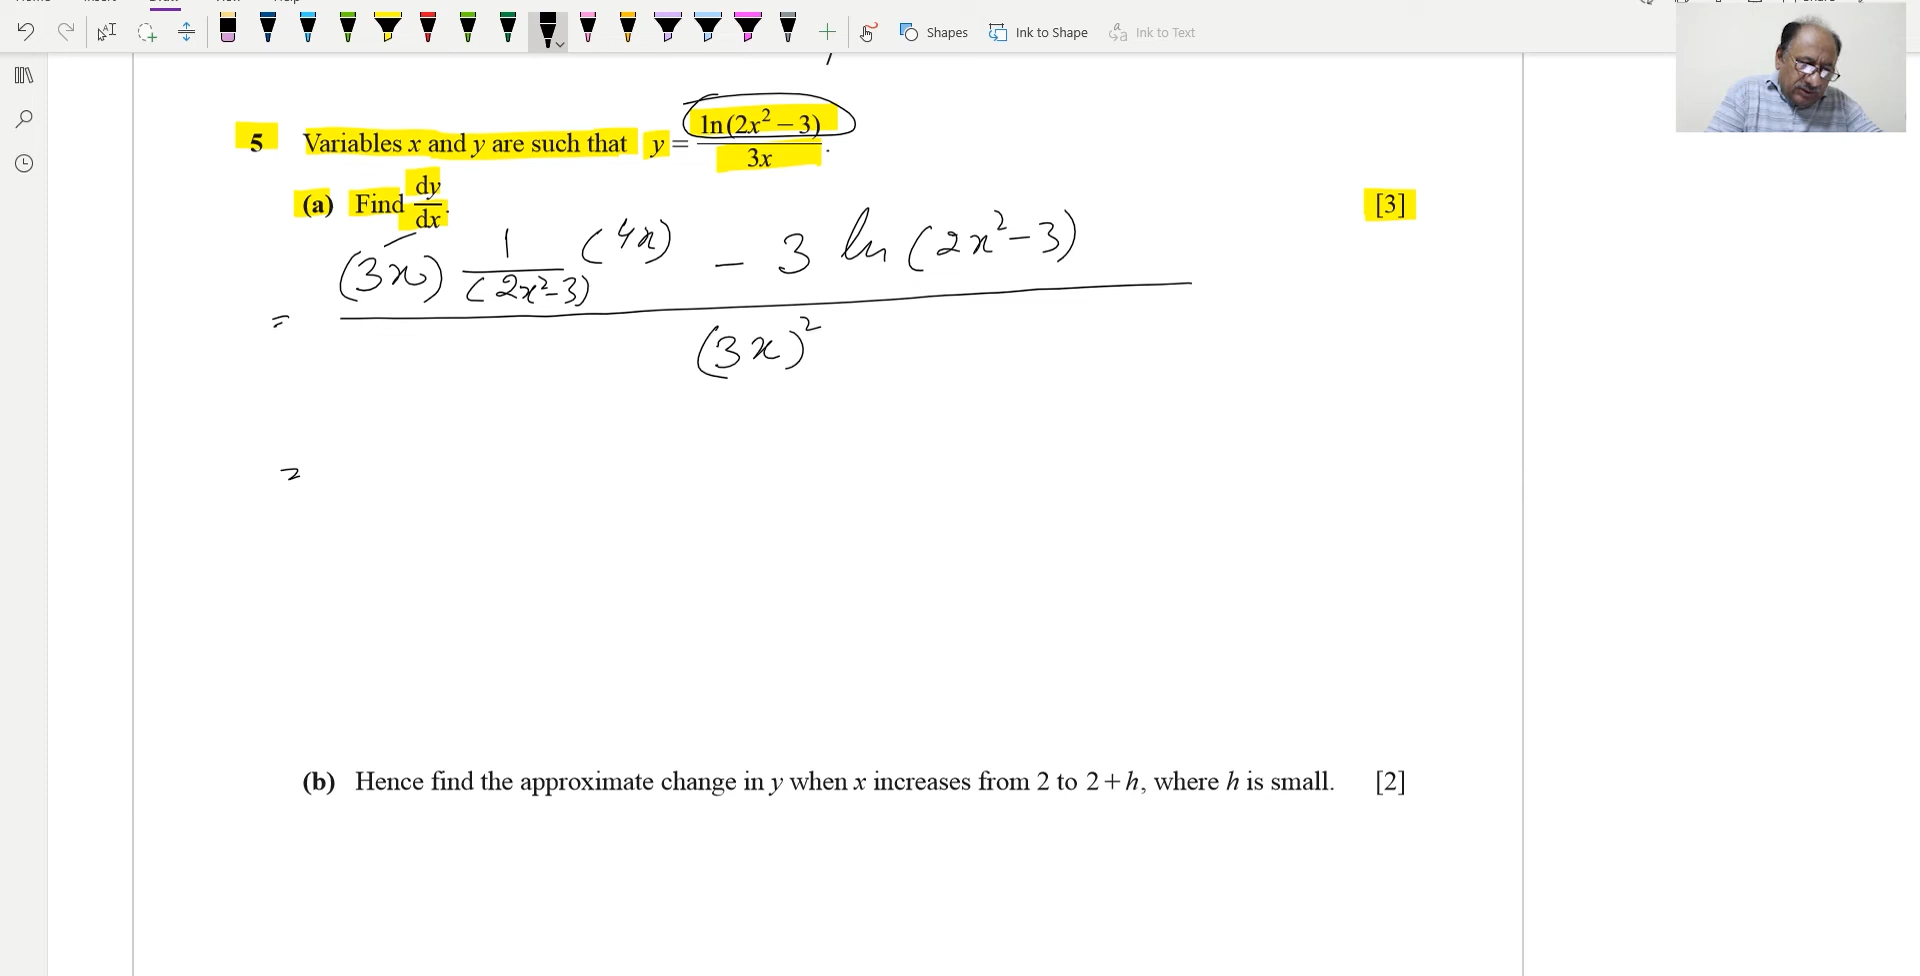 Shapes Ink to Shape Ink to Text
5 Variables x and y are such that y = ln(2x² − 3) / 3x.
(a) Find dy/dx. [3]
= ((3x) 1/(2x²−3) (4x) − 3 ln(2x²−3)) / (3x)²
=
(b) Hence find the approximate change in y when x increases from 2 to 2 + h, where h is small. [2]